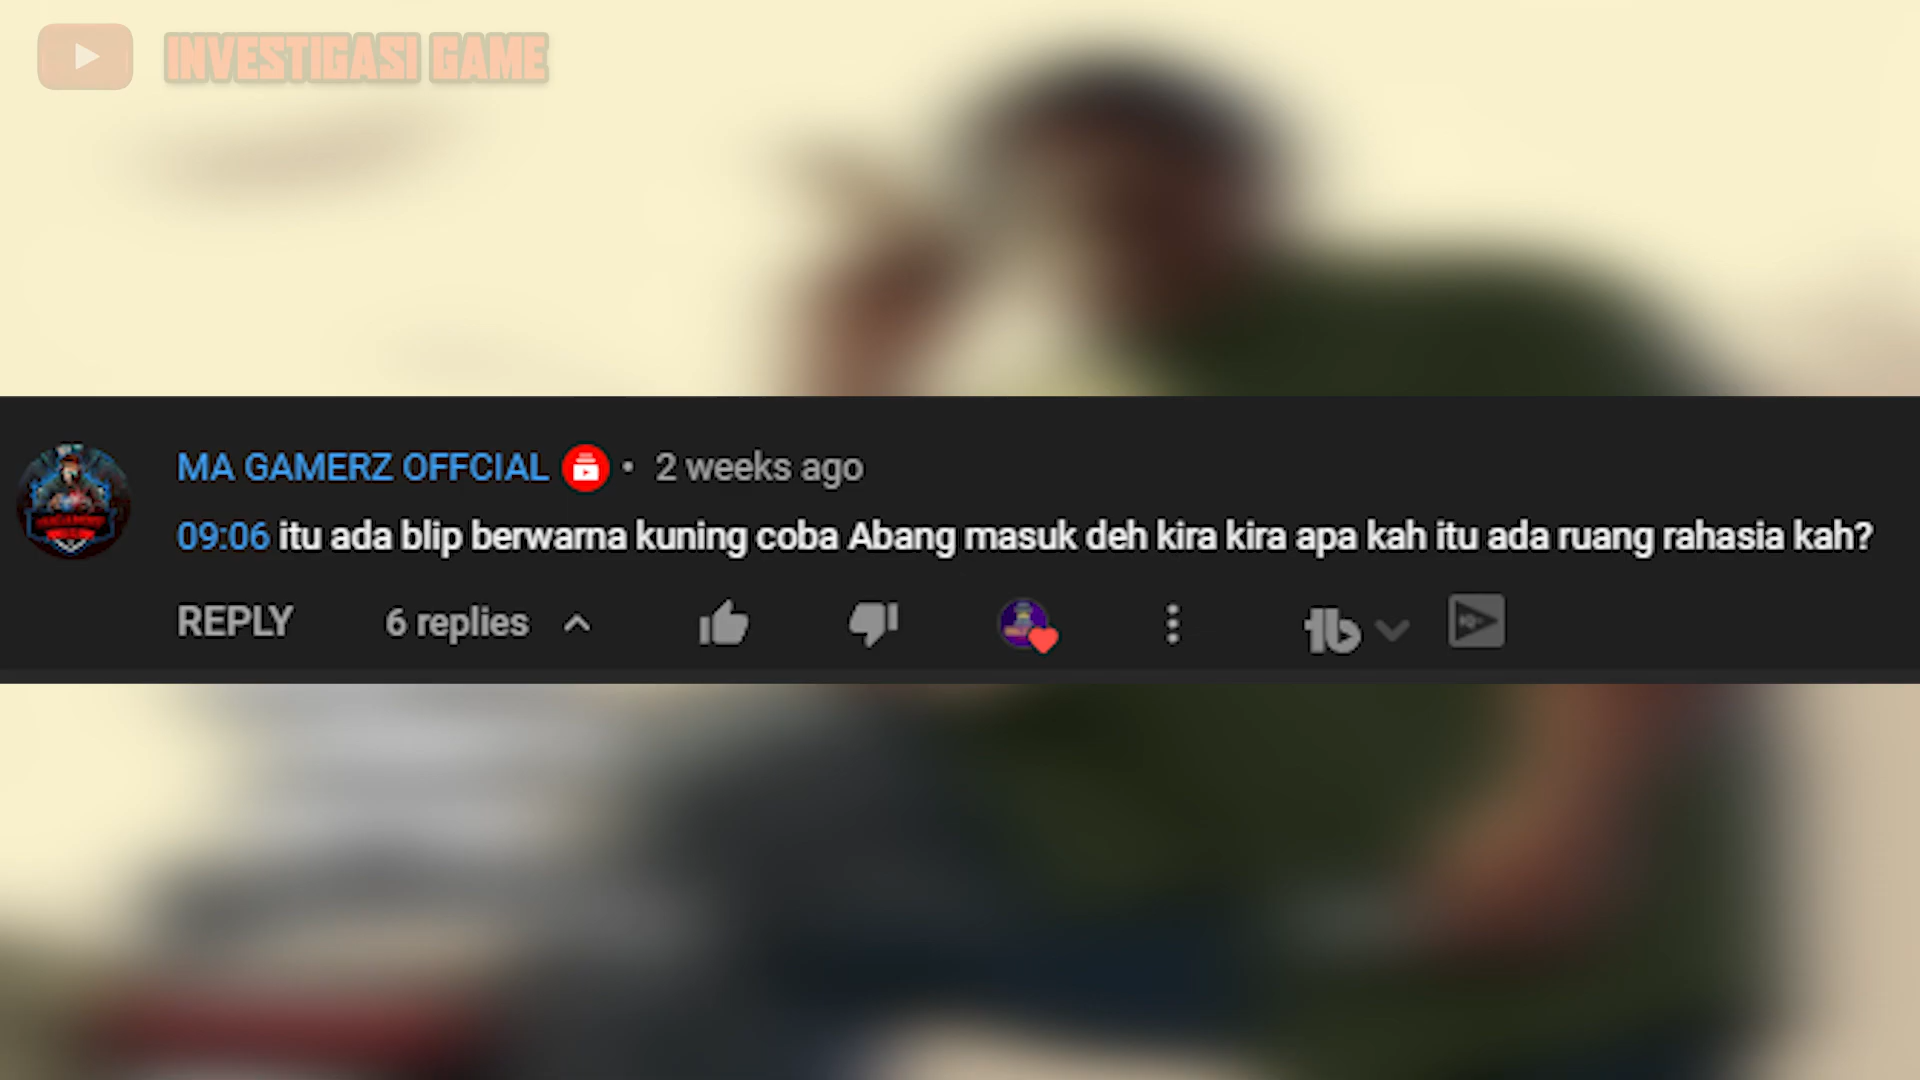 INVESTIGASI GAME
MA GAMERZ OFFCIAL • 2 weeks ago
09:06 itu ada blip berwarna kuning coba Abang masuk deh kira kira apa kah itu ada ruang rahasia kah?
REPLY 6 replies